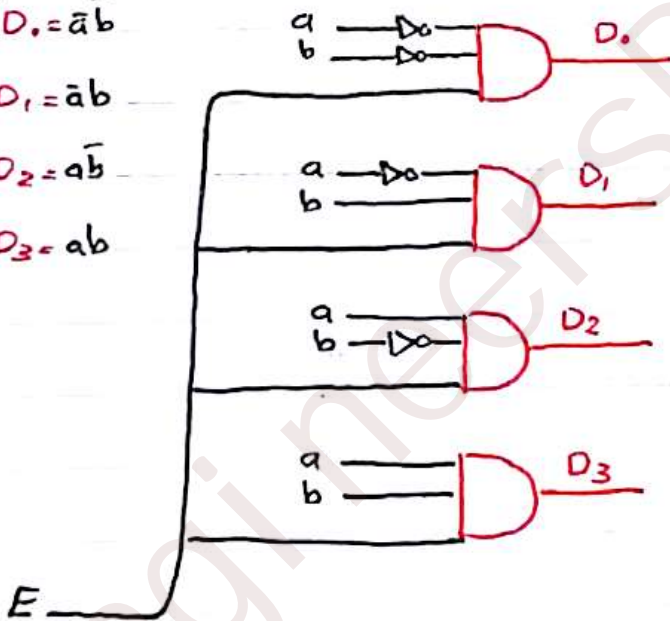 D₀ = āb
D₁ = āb
D₂ = ab̄
D₃ = ab
a
b
D₀
a
b
D₁
a
b
D₂
a
b
D₃
E